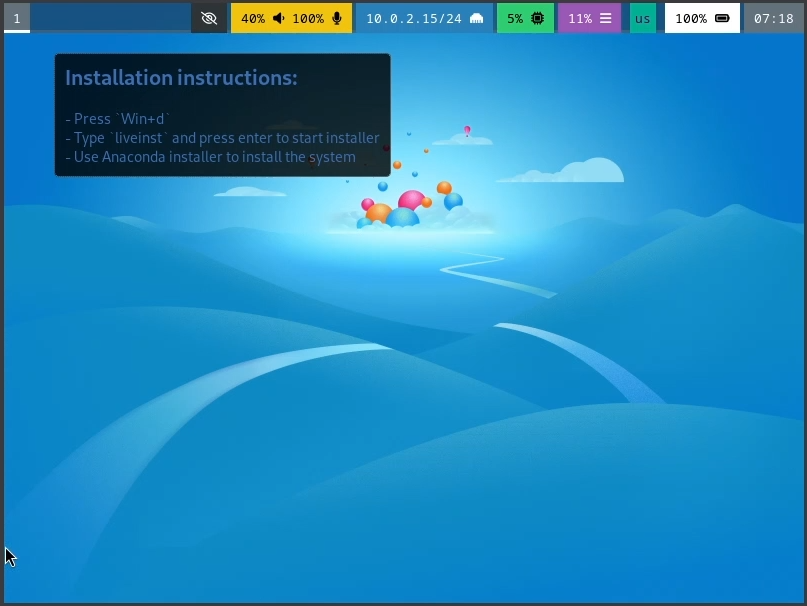 1 40% 100% 10.0.2.15/24 5% 11% us 100% 07:18
Installation instructions:
- Press `Win+d`
- Type `liveinst` and press enter to start installer
- Use Anaconda installer to install the system